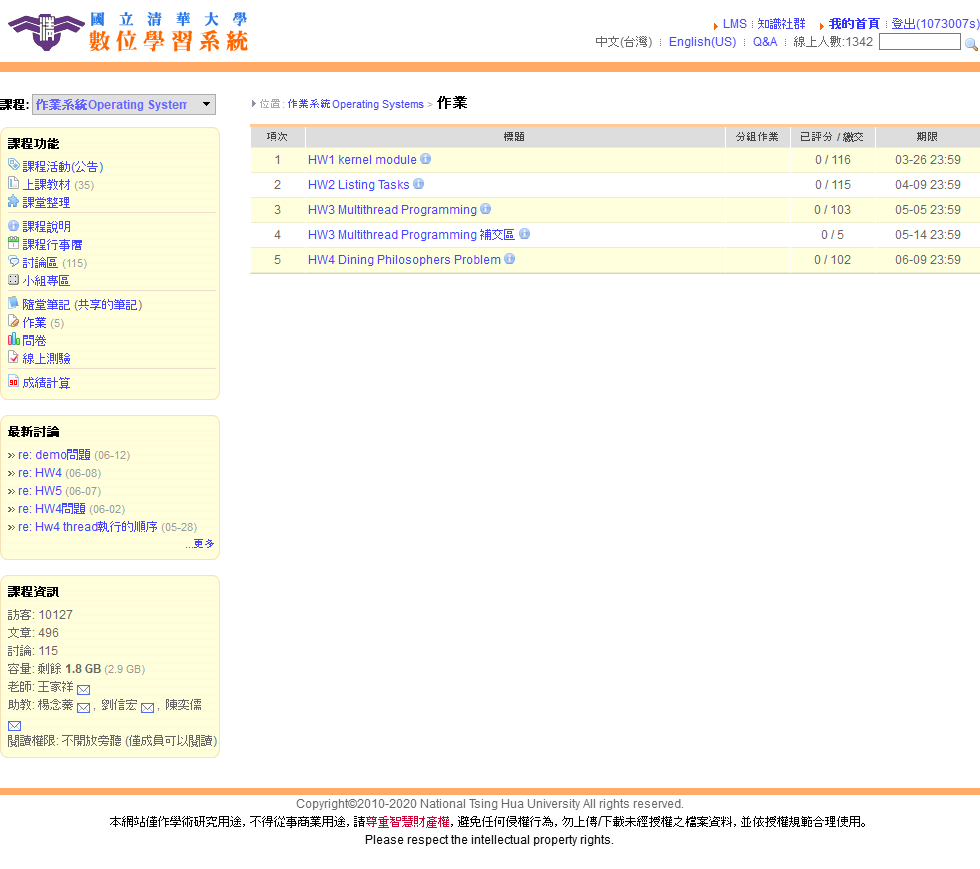 國立清華大學
數位學習系統
LMS 知識社群 我的首頁 登出(1073007s)
中文(台灣) English(US) Q&A 線上人數:1342
課程: 作業系統Operating System
位置: 作業系統Operating Systems > 作業
課程功能
課程活動(公告)
上課教材 (35)
課堂整理
課程說明
課程行事曆
討論區 (115)
小組專區
隨堂筆記 (共享的筆記)
作業 (5)
問卷
線上測驗
成績計算
項次 標題 分組作業 已評分 / 繳交 期限
1 HW1 kernel module 0 / 116 03-26 23:59
2 HW2 Listing Tasks 0 / 115 04-09 23:59
3 HW3 Multithread Programming 0 / 103 05-05 23:59
4 HW3 Multithread Programming 補交區 0 / 5 05-14 23:59
5 HW4 Dining Philosophers Problem 0 / 102 06-09 23:59
最新討論
» re: demo問題 (06-12)
» re: HW4 (06-08)
» re: HW5 (06-07)
» re: HW4問題 (06-02)
» re: Hw4 thread執行的順序 (05-28)
...更多
課程資訊
訪客: 10127
文章: 496
討論: 115
容量: 剩餘 1.8 GB (2.9 GB)
老師: 王家祥
助教: 楊念蓁 , 劉信宏 , 陳奕儒
閱讀權限: 不開放旁聽 (僅成員可以閱讀)
Copyright©2010-2020 National Tsing Hua University All rights reserved.
本網站僅作學術研究用途, 不得從事商業用途, 請尊重智慧財產權, 避免任何侵權行為, 勿上傳/下載未經授權之檔案資料, 並依授權規範合理使用。
Please respect the intellectual property rights.